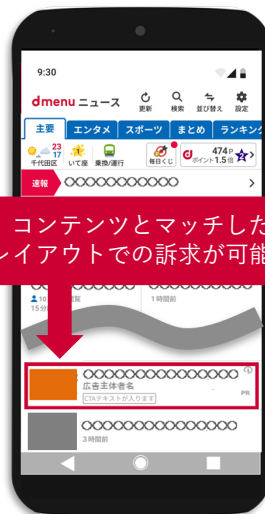 9:30
dmenu ニュース
更新 検索 並び替え 設定
主要 エンタメ スポーツ まとめ ランキング
23
17
千代田区 いて座 乗換/運行 毎日くじ
474P
ポイント1.5倍
速報 XXXXXXXXXXX
コンテンツとマッチした
レイアウトでの訴求が可能
15分前
1時間前
XXXXXXXXXXXXXX
広告主体者名
PR
CTAテキストが入ります
XXXXXXXXXXXXXX
3時間前